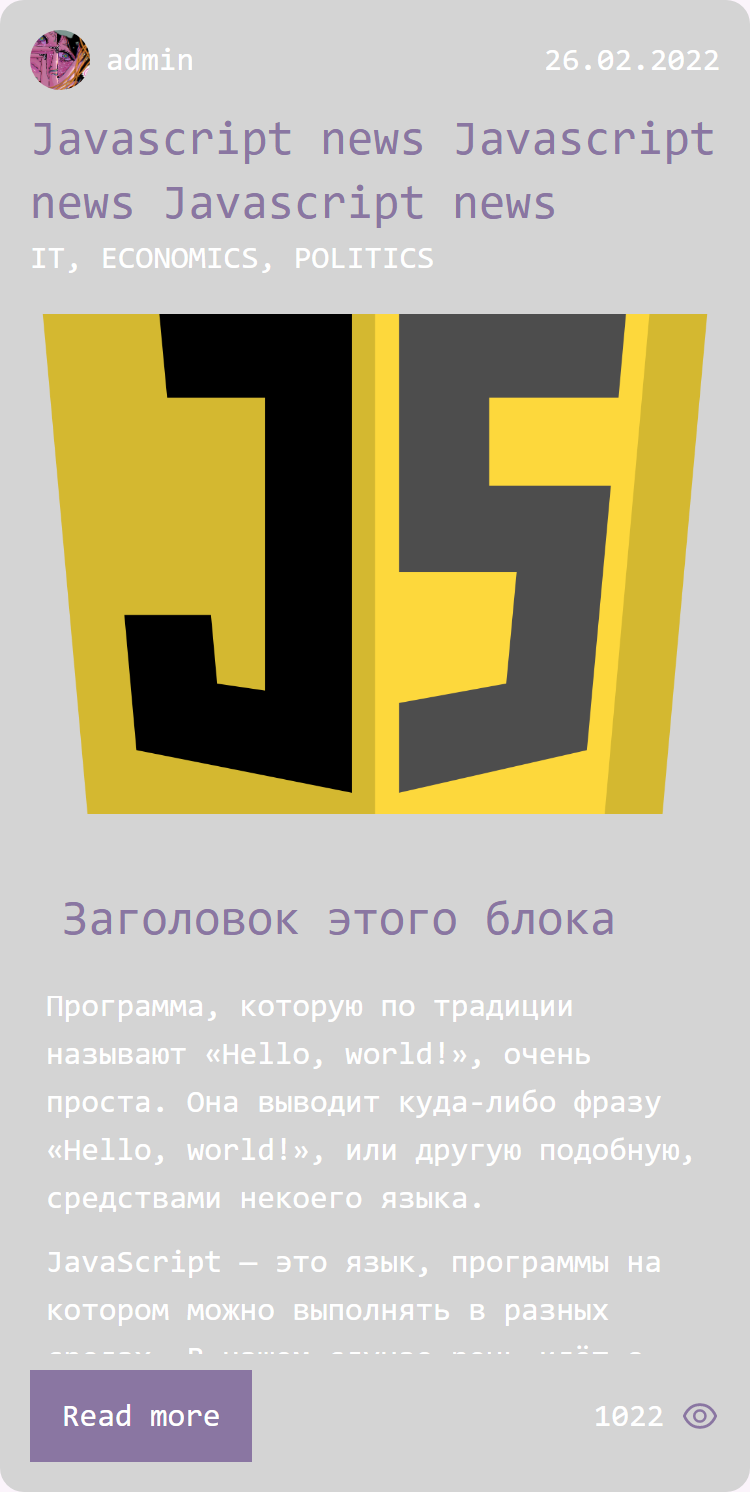 admin
26.02.2022
Javascript news Javascript
news Javascript news
IT, ECONOMICS, POLITICS
JS
Заголовок этого блока
Программа, которую по традиции
называют «Hello, world!», очень
проста. Она выводит куда-либо фразу
«Hello, world!», или другую подобную,
средствами некоего языка.
JavaScript – это язык, программы на
котором можно выполнять в разных
Read more
1022